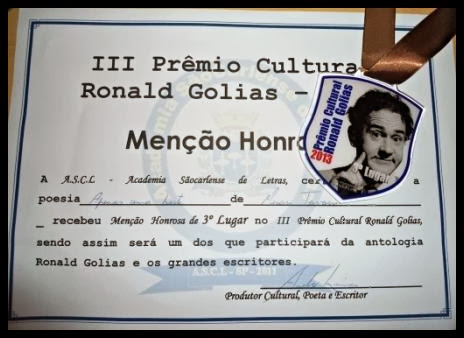 III Prêmio Cultura
Ronald Golias –
Menção Honro
A A.S.C.L - Academia Sãocarlense de Letras, cer a
poesia de
_ recebeu Menção Honrosa de 3º Lugar no III Prêmio Cultural Ronald Golias,
sendo assim será um dos que participará da antologia
Ronald Golias e os grandes escritores.
A.S.C.L - SP - 2011
Produtor Cultural, Poeta e Escritor
Prêmio Cultural
Ronald Golias
2013